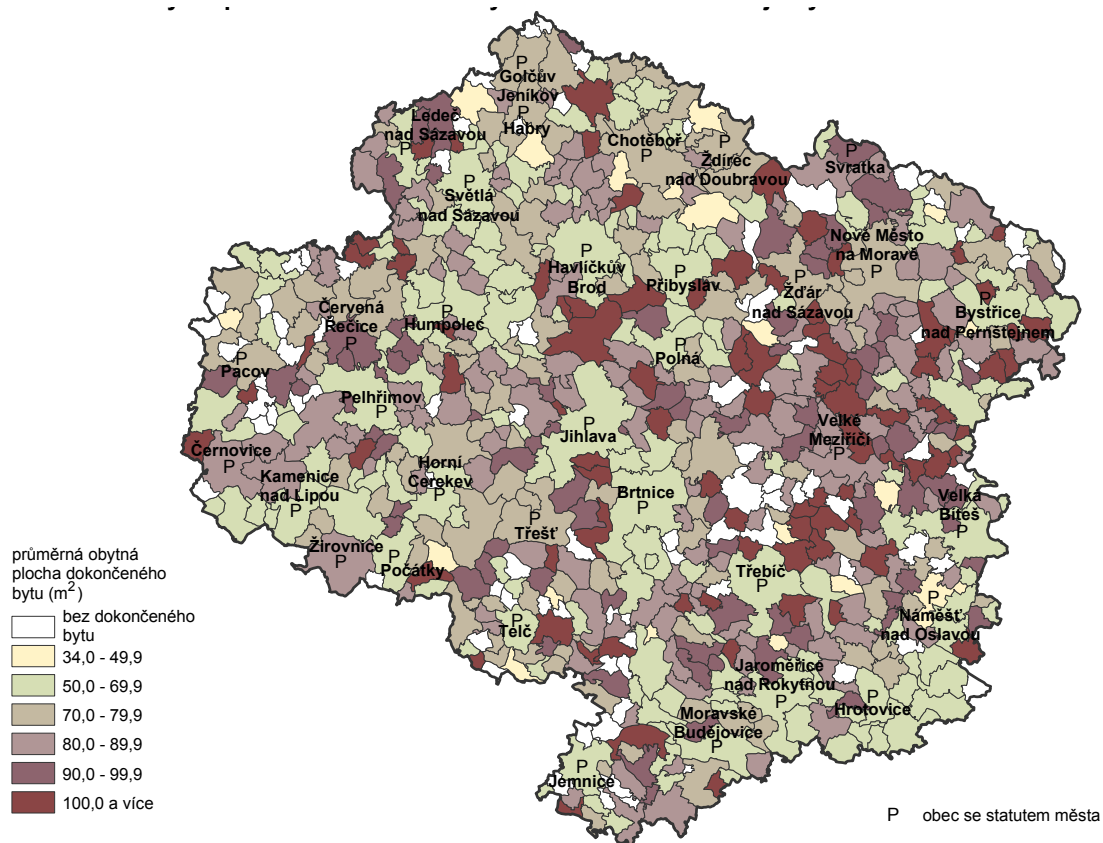 P
Golčův
Jeníkov
P
Habry
Ledeč
nad Sázavou
P
Chotěboř
P
P
Ždírec
nad Doubravou
P
Svratka
P
Světlá
nad Sázavou
P
Havlíčkův
Brod
P
Přibyslav
Nové Město
na Moravě
P
P
Žďár
nad Sázavou
P
Bystřice
nad Pernštejnem
Červená
Řečice
P
P
Humpolec
P
Polná
P
Pacov
Pelhřimov
P
P
Jihlava
Velké
Meziříčí
P
Černovice
P
Kamenice
nad Lipou
P
Horní
Cerekev
P
Brtnice
P
P
Třešť
Velká
Bíteš
P
Žirovnice
P
P
Počátky
Třebíč
P
P
Náměšť
nad Oslavou
P
Telč
Jaroměřice
nad Rokytnou
P
P
Hrotovice
Moravské
Budějovice
P
P
Jemnice
průměrná obytná
plocha dokončeného
bytu (m²)
bez dokončeného
bytu
34,0 - 49,9
50,0 - 69,9
70,0 - 79,9
80,0 - 89,9
90,0 - 99,9
100,0 a více
P obec se statutem města